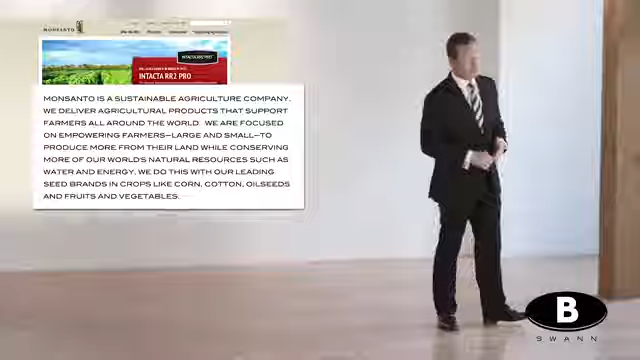 MONSANTO
INTACTA RR2 PRO
INTACTA RR2 PRO
MONSANTO IS A SUSTAINABLE AGRICULTURE COMPANY.
WE DELIVER AGRICULTURAL PRODUCTS THAT SUPPORT
FARMERS ALL AROUND THE WORLD. WE ARE FOCUSED
ON EMPOWERING FARMERS—LARGE AND SMALL—TO
PRODUCE MORE FROM THEIR LAND WHILE CONSERVING
MORE OF OUR WORLD'S NATURAL RESOURCES SUCH AS
WATER AND ENERGY. WE DO THIS WITH OUR LEADING
SEED BRANDS IN CROPS LIKE CORN, COTTON, OILSEEDS
AND FRUITS AND VEGETABLES.
B
SWANN